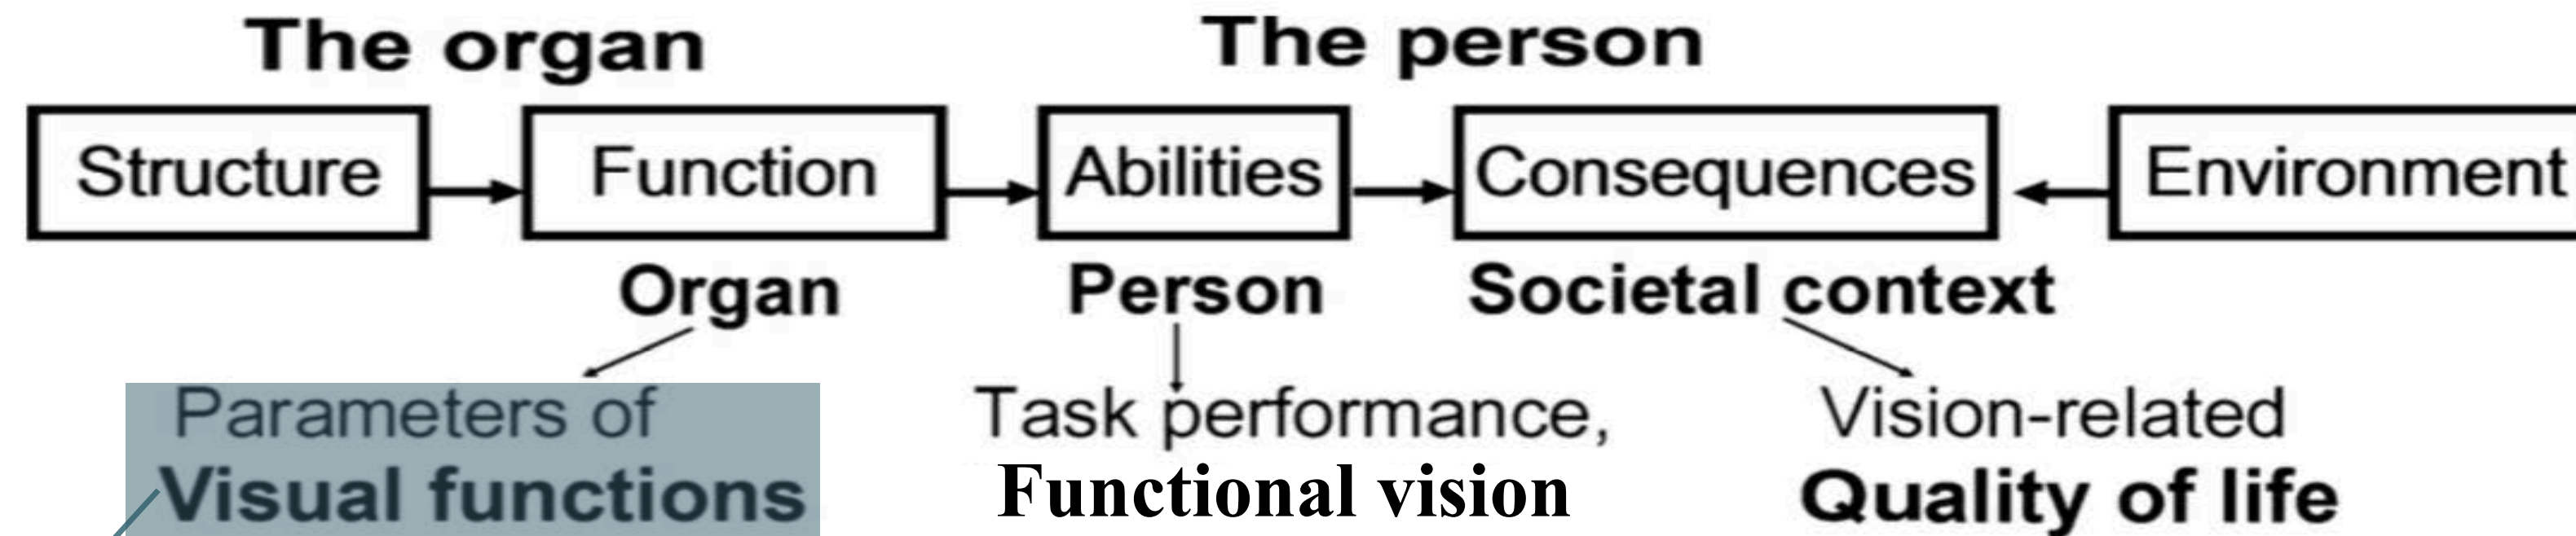 The organ
The person
Structure
Function
Abilities
Consequences
Environment
Organ
Person
Societal context
Parameters of
Visual functions
Task performance,
Functional vision
Vision-related
Quality of life